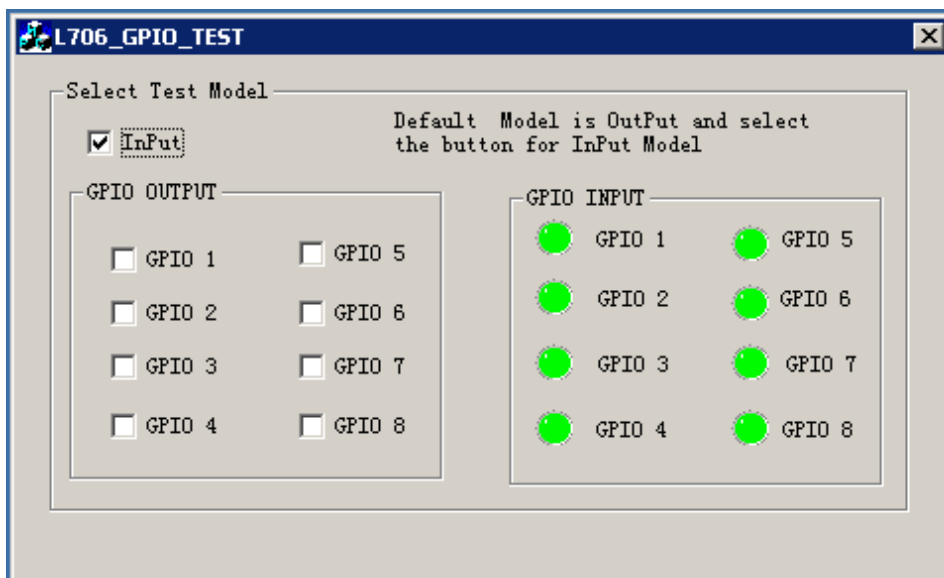 L706_GPIO_TEST
Select Test Model
InPut
Default Model is OutPut and select
the button for InPut Model
GPIO OUTPUT
GPIO 1
GPIO 5
GPIO 2
GPIO 6
GPIO 3
GPIO 7
GPIO 4
GPIO 8
GPIO INPUT
GPIO 1
GPIO 5
GPIO 2
GPIO 6
GPIO 3
GPIO 7
GPIO 4
GPIO 8